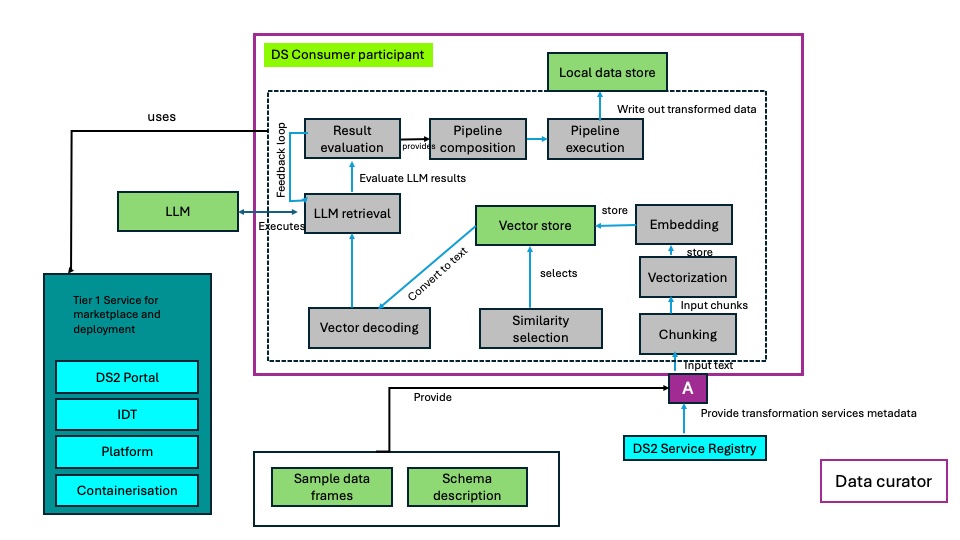 DS Consumer participant
Local data store
Write out transformed data
uses
Feedback loop
Result
evaluation
provides
Pipeline
composition
Pipeline
execution
Evaluate LLM results
LLM
Executes
LLM retrieval
Vector store
store
Embedding
store
Convert to text
selects
Vectorization
Input chunks
Vector decoding
Similarity
selection
Chunking
Input text
Tier 1 Service for
marketplace and
deployment
DS2 Portal
IDT
Platform
Containerisation
Provide
A
Provide transformation services metadata
DS2 Service Registry
Sample data
frames
Schema
description
Data curator